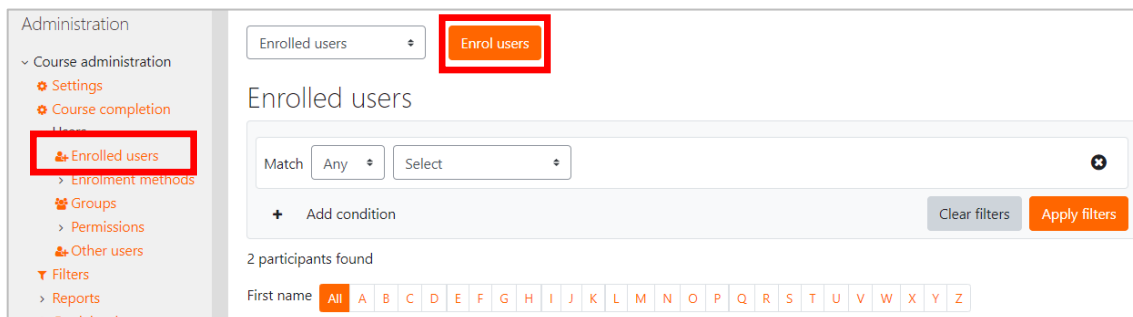 Administration
Course administration
Settings
Course completion
Users
Enrolled users
Enrolment methods
Groups
Permissions
Other users
Filters
Reports
Enrolled users
Enrol users
Enrolled users
Match Any Select
Add condition
Clear filters Apply filters
2 participants found
First name All A B C D E F G H I J K L M N O P Q R S T U V W X Y Z